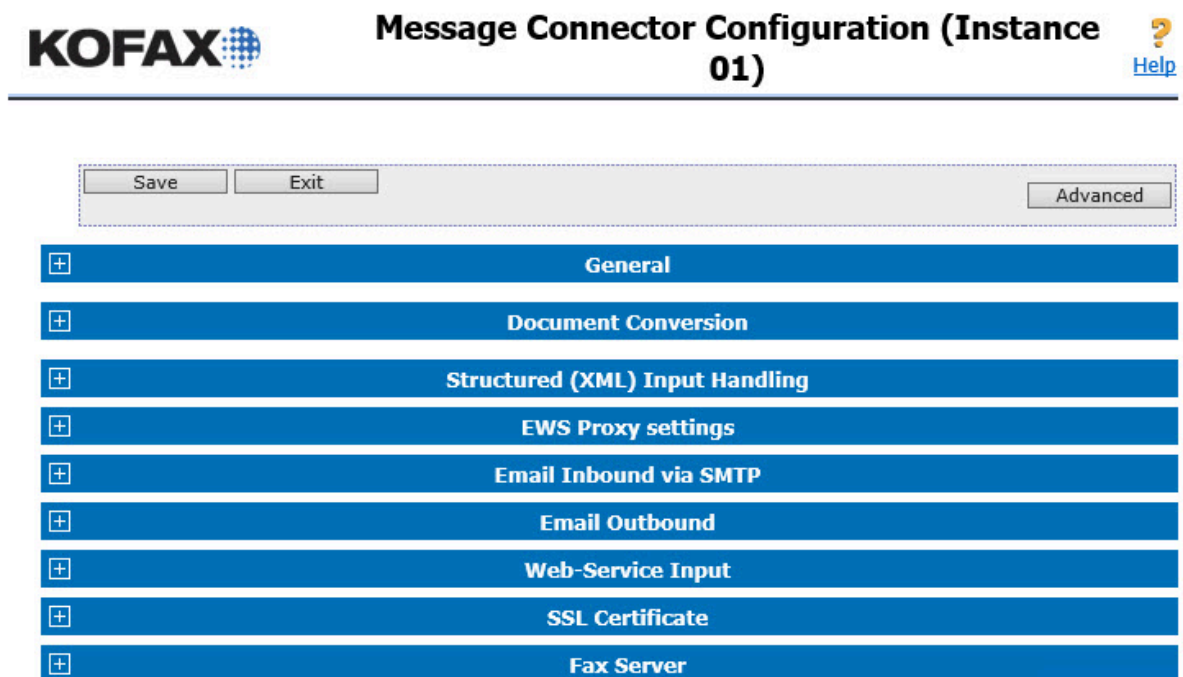 KOFAX
Message Connector Configuration (Instance
01)
?
Help
Save
Exit
Advanced
General
Document Conversion
Structured (XML) Input Handling
EWS Proxy settings
Email Inbound via SMTP
Email Outbound
Web-Service Input
SSL Certificate
Fax Server